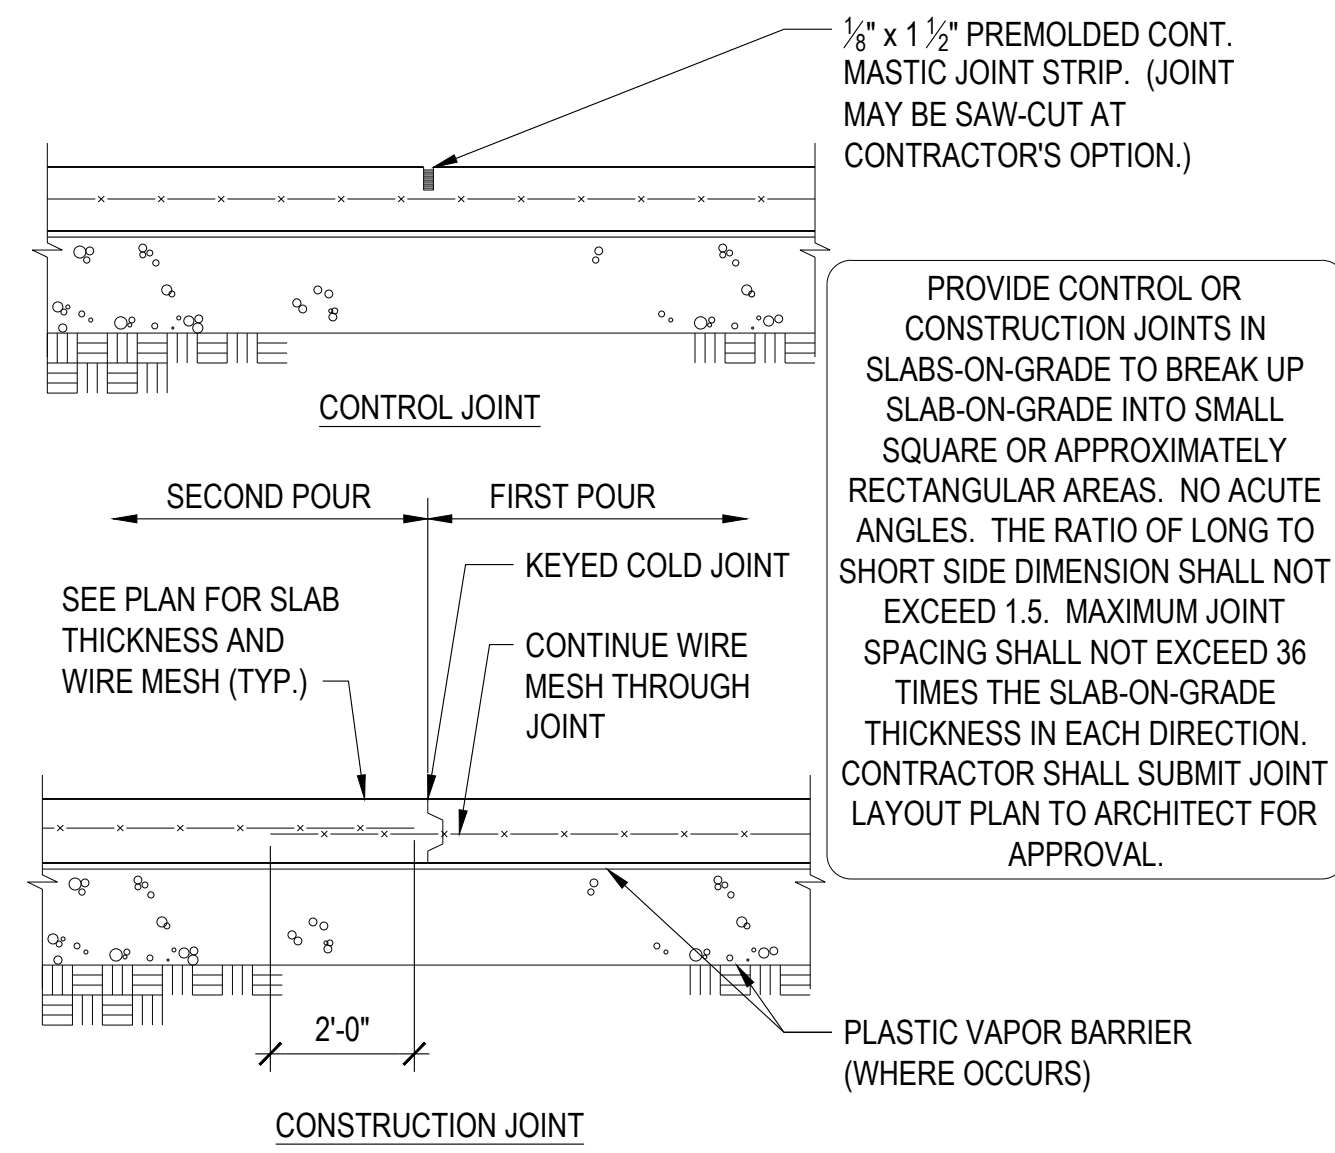 ⅛" x 1 ½" PREMOLDED CONT.
MASTIC JOINT STRIP. (JOINT
MAY BE SAW-CUT AT
CONTRACTOR'S OPTION.)
CONTROL JOINT
PROVIDE CONTROL OR
CONSTRUCTION JOINTS IN
SLABS-ON-GRADE TO BREAK UP
SLAB-ON-GRADE INTO SMALL
SQUARE OR APPROXIMATELY
RECTANGULAR AREAS. NO ACUTE
ANGLES. THE RATIO OF LONG TO
SHORT SIDE DIMENSION SHALL NOT
EXCEED 1.5. MAXIMUM JOINT
SPACING SHALL NOT EXCEED 36
TIMES THE SLAB-ON-GRADE
THICKNESS IN EACH DIRECTION.
CONTRACTOR SHALL SUBMIT JOINT
LAYOUT PLAN TO ARCHITECT FOR
APPROVAL.
SECOND POUR
FIRST POUR
KEYED COLD JOINT
SEE PLAN FOR SLAB
THICKNESS AND
WIRE MESH (TYP.)
CONTINUE WIRE
MESH THROUGH
JOINT
2'-0"
PLASTIC VAPOR BARRIER
(WHERE OCCURS)
CONSTRUCTION JOINT